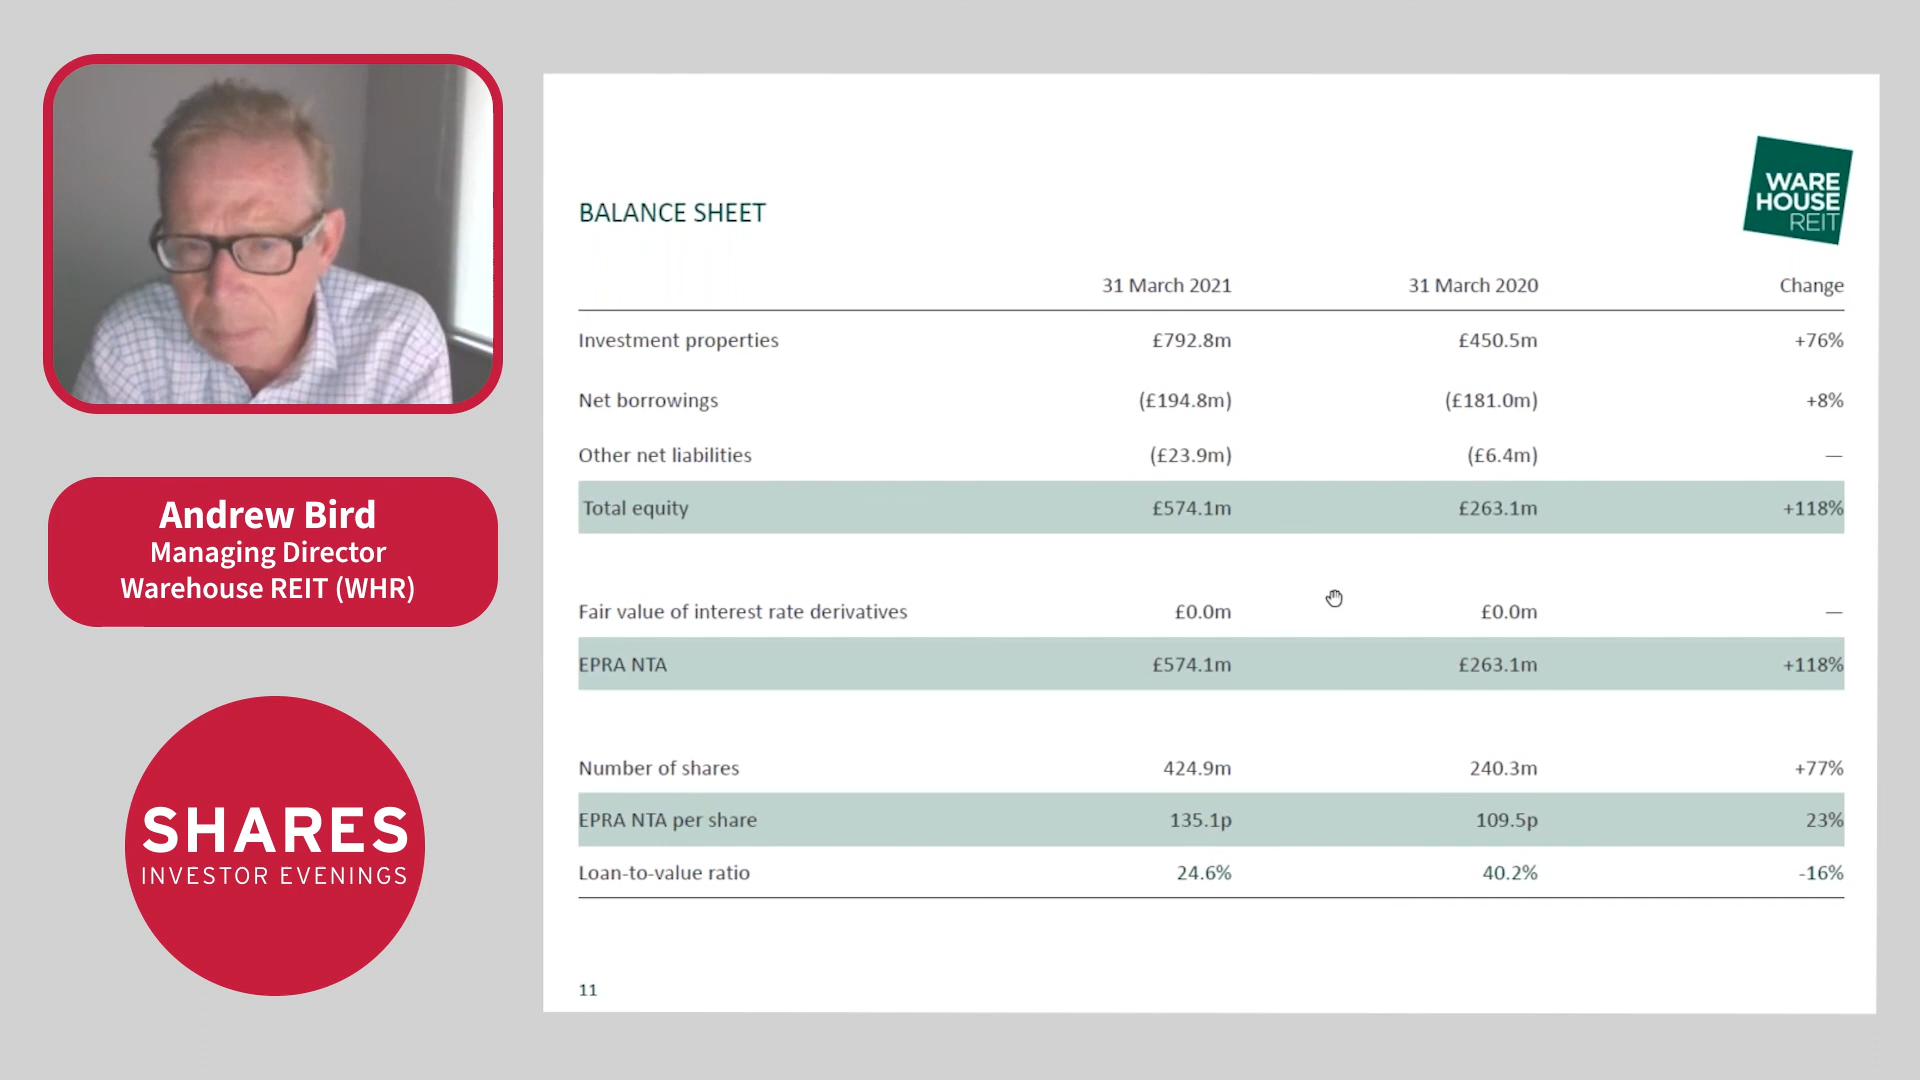 Andrew Bird
Managing Director
Warehouse REIT (WHR)
SHARES
INVESTOR EVENINGS
WARE
HOUSE
REIT
BALANCE SHEET
31 March 2021 31 March 2020 Change
Investment properties £792.8m £450.5m +76%
Net borrowings (£194.8m) (£181.0m) +8%
Other net liabilities (£23.9m) (£6.4m) —
Total equity £574.1m £263.1m +118%
Fair value of interest rate derivatives £0.0m £0.0m —
EPRA NTA £574.1m £263.1m +118%
Number of shares 424.9m 240.3m +77%
EPRA NTA per share 135.1p 109.5p 23%
Loan-to-value ratio 24.6% 40.2% -16%
11